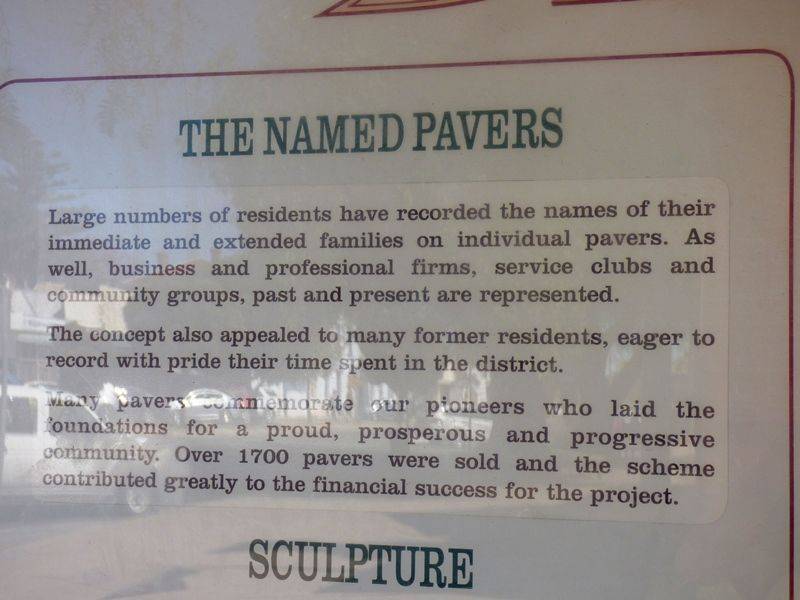 THE NAMED PAVERS
Large numbers of residents have recorded the names of their
immediate and extended families on individual pavers. As
well, business and professional firms, service clubs and
community groups, past and present are represented.
The concept also appealed to many former residents, eager to
record with pride their time spent in the district.
Many pavers commemorate our pioneers who laid the
foundations for a proud, prosperous and progressive
community. Over 1700 pavers were sold and the scheme
contributed greatly to the financial success for the project.
SCULPTURE